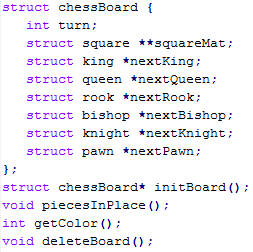 struct chessBoard {
    int turn;
    struct square **squareMat;
    struct king *nextKing;
    struct queen *nextQueen;
    struct rook *nextRook;
    struct bishop *nextBishop;
    struct knight *nextKnight;
    struct pawn *nextPawn;
};
struct chessBoard* initBoard();
void piecesInPlace();
int getColor();
void deleteBoard();